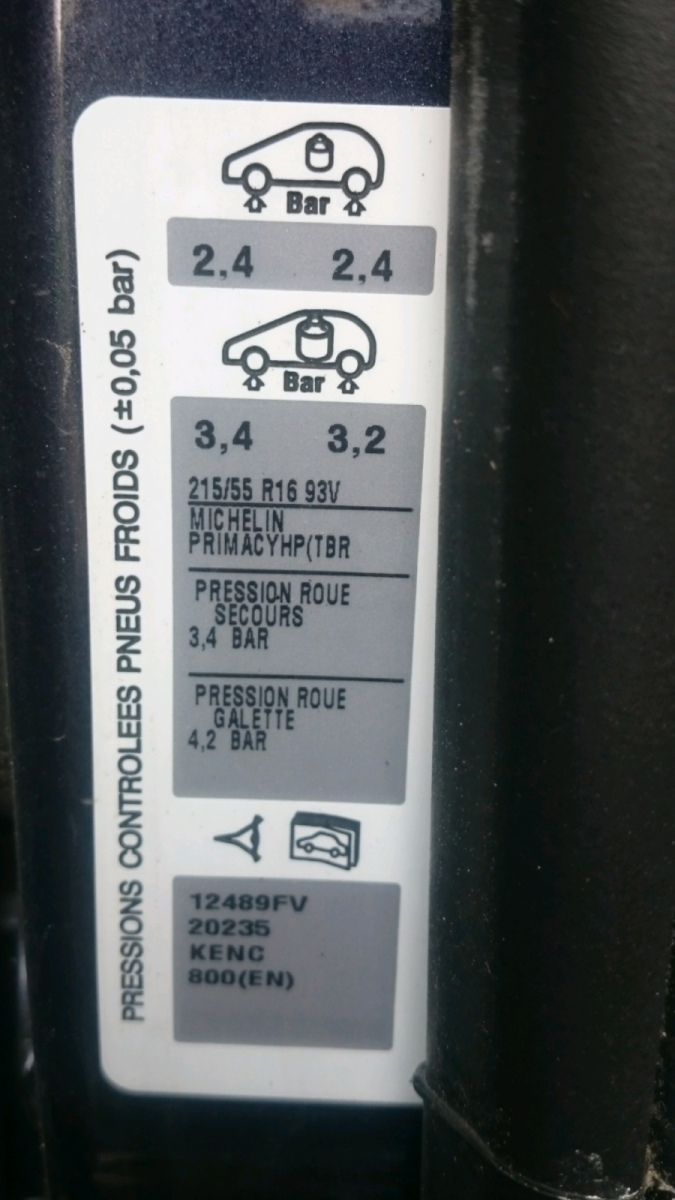 PRESSIONS CONTROLEES PNEUS FROIDS (±0,05 bar)
Bar
2,4 2,4
Bar
3,4 3,2
215/55 R16 93V
MICHELIN
PRIMACYHP(TBR
PRESSION ROUE
SECOURS
3,4 BAR
PRESSION ROUE
GALETTE
4,2 BAR
12489FV
20235
KENC
800(EN)